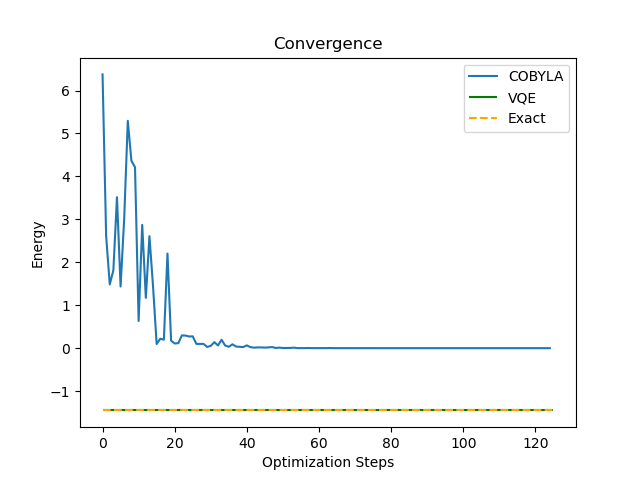 Convergence
COBYLA
VQE
Exact
Energy
6
5
4
3
2
1
0
−1
0 20 40 60 80 100 120
Optimization Steps